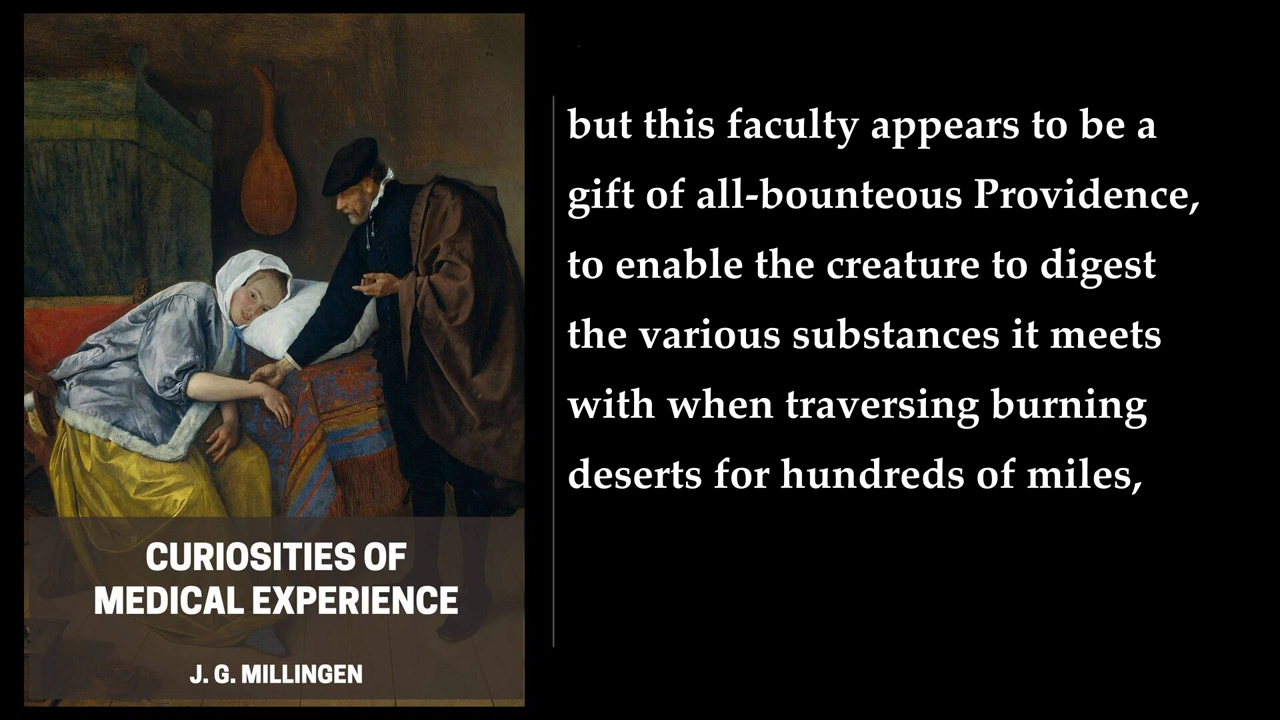 but this faculty appears to be a
gift of all-bounteous Providence,
to enable the creature to digest
the various substances it meets
with when traversing burning
deserts for hundreds of miles,
CURIOSITIES OF
MEDICAL EXPERIENCE
J. G. MILLINGEN